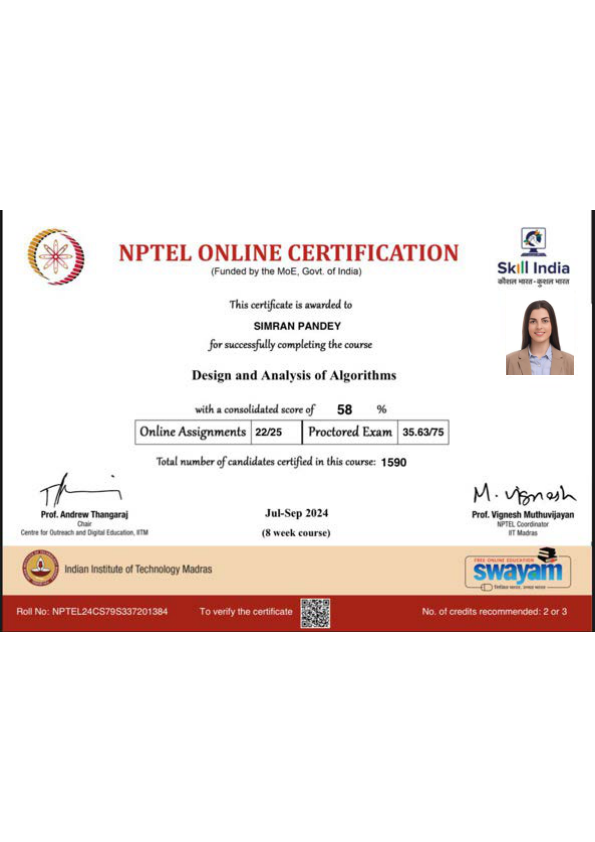 NPTEL ONLINE CERTIFICATION
(Funded by the MoE, Govt. of India)
Skill India
कौशल भारत - कुशल भारत
This certificate is awarded to
SIMRAN PANDEY
for successfully completing the course
Design and Analysis of Algorithms
with a consolidated score of 58 %
Online Assignments 22/25 Proctored Exam 35.63/75
Total number of candidates certified in this course: 1590
M. Vignesh
Prof. Andrew Thangaraj
Chair
Centre for Outreach and Digital Education, IITM
Jul-Sep 2024
(8 week course)
Prof. Vignesh Muthuvijayan
NPTEL Coordinator
IIT Madras
Indian Institute of Technology Madras
FREE ONLINE EDUCATION
swayam
शिक्षित भारत, उन्नत भारत
Roll No: NPTEL24CS79S337201384
To verify the certificate
No. of credits recommended: 2 or 3